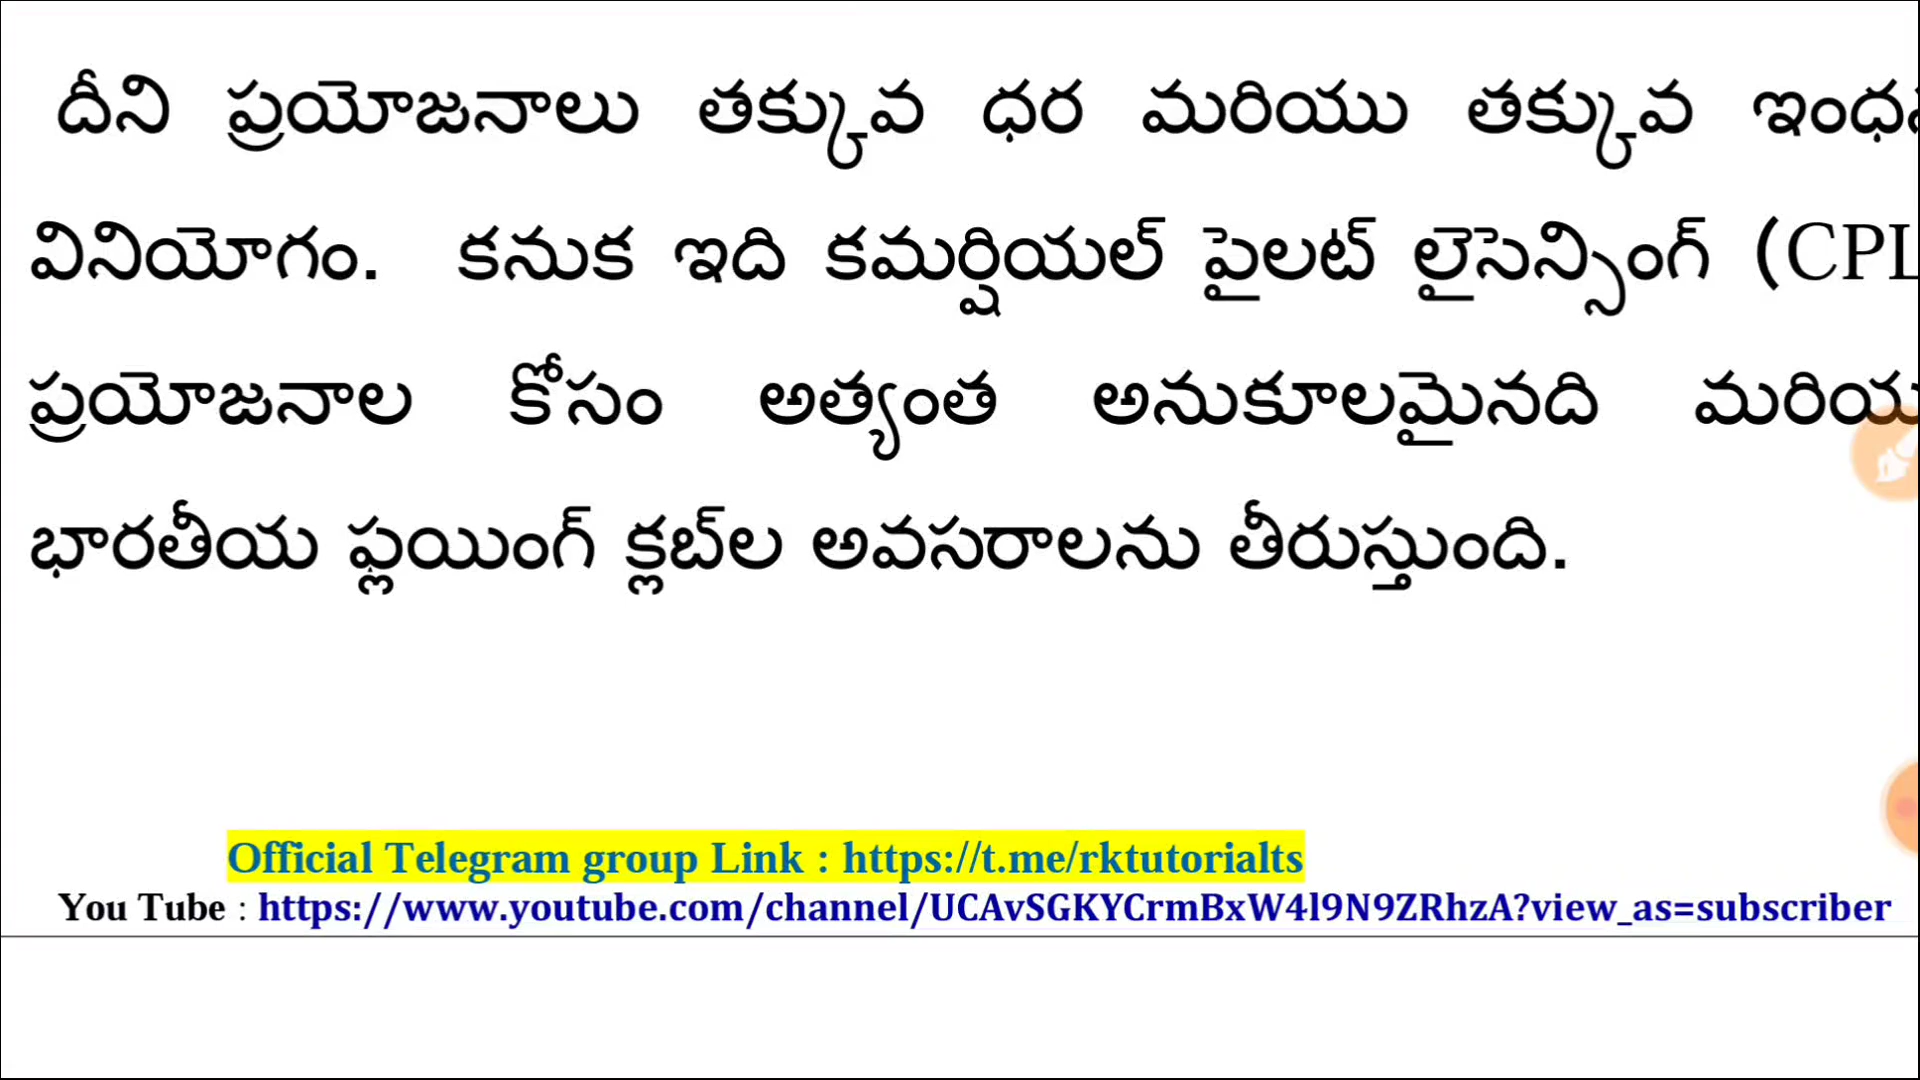 దీని ప్రయోజనాలు తక్కువ ధర మరియు తక్కువ
వినియోగం. కనుక ఇది కమర్షియల్ పైలట్ లైసెన్సింగ్ (CPL
ప్రయోజనాల కోసం అత్యంత అనుకూలమైనది
భారతీయ ఫ్లయింగ్ క్లబ్‌ల అవసరాలను తీరుస్తుంది.
Official Telegram group Link : https://t.me/rktutorialts
You Tube : https://www.youtube.com/channel/UCAvSGKYCrmBxW4l9N9ZRhzA?view_as=subscriber